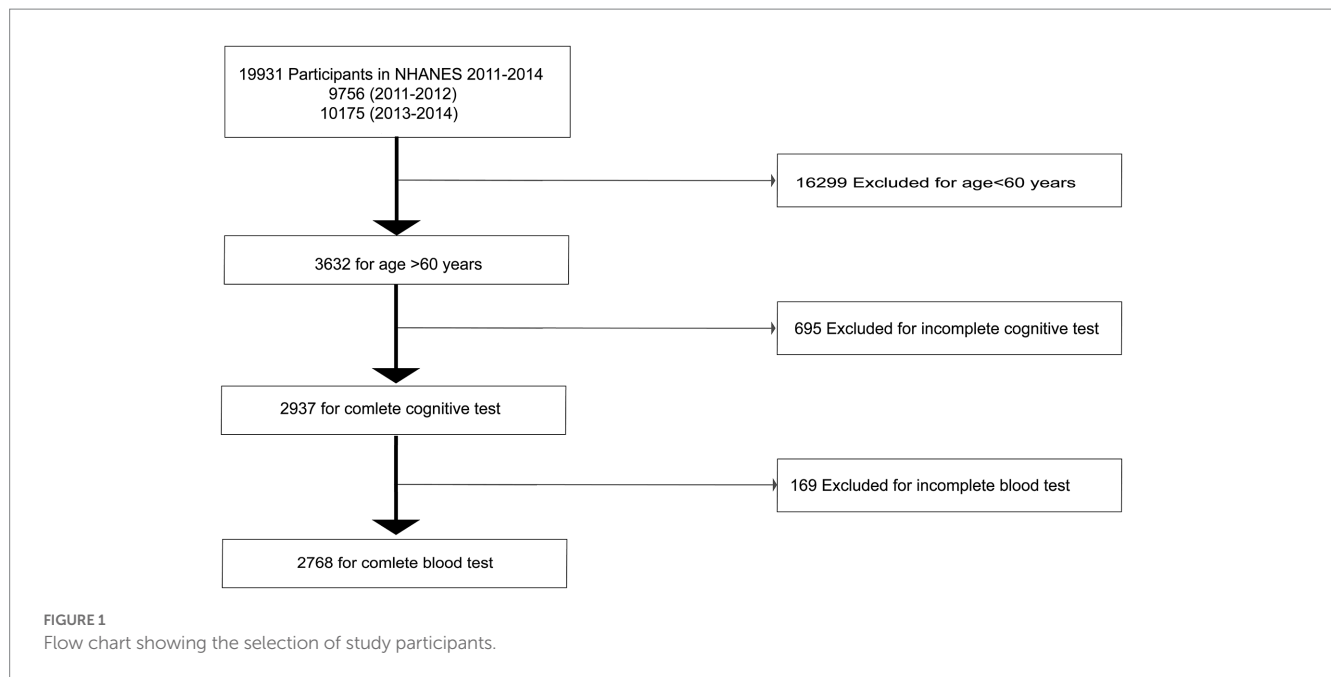 19931 Participants in NHANES 2011-2014
9756 (2011-2012)
10175 (2013-2014)
16299 Excluded for age<60 years
3632 for age >60 years
695 Excluded for incomplete cognitive test
2937 for comlete cognitive test
169 Excluded for incomplete blood test
2768 for comlete blood test
FIGURE 1
Flow chart showing the selection of study participants.